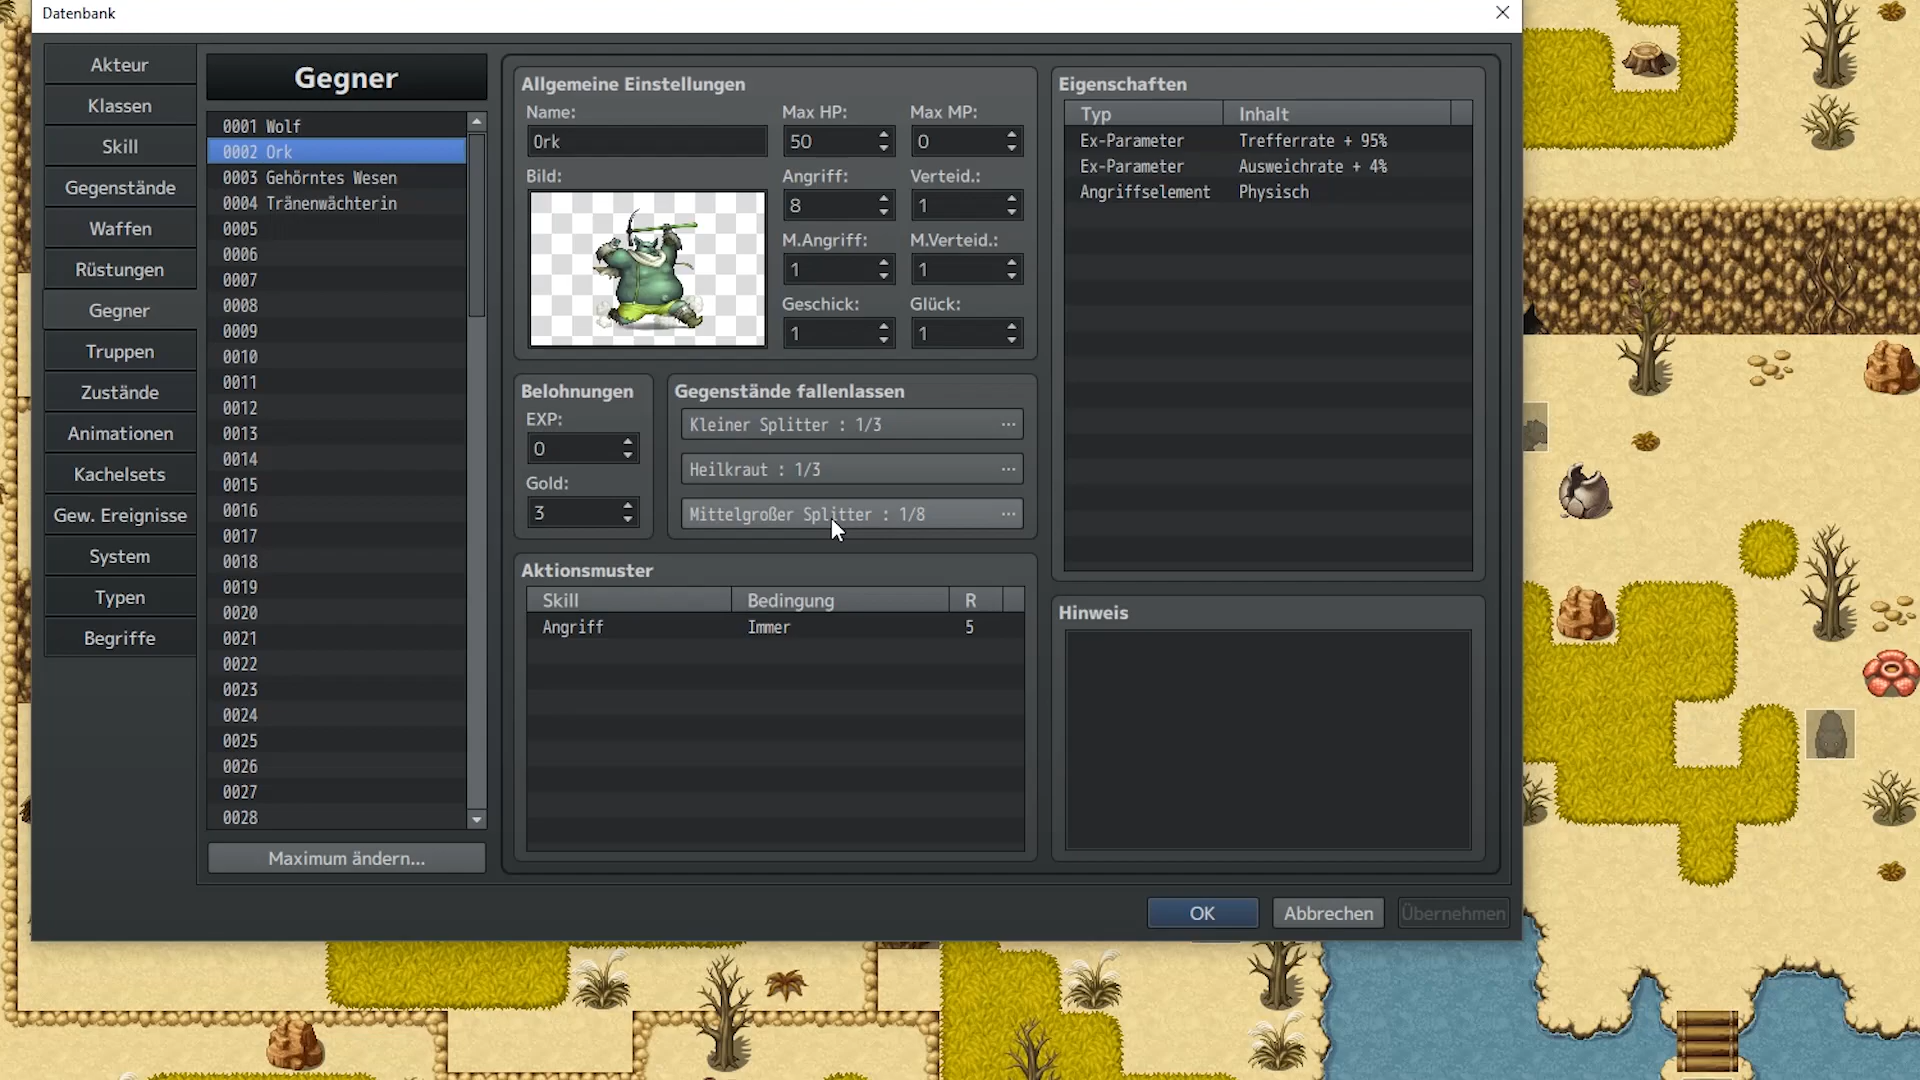 Datenbank
Akteur
Klassen
Skill
Gegenstände
Waffen
Rüstungen
Gegner
Truppen
Zustände
Animationen
Kachelsets
Gew. Ereignisse
System
Typen
Begriffe
Gegner
0001 Wolf
0002 Ork
0003 Gehörntes Wesen
0004 Tränenwächterin
0005
0006
0007
0008
0009
0010
0011
0012
0013
0014
0015
0016
0017
0018
0019
0020
0021
0022
0023
0024
0025
0026
0027
0028
Maximum ändern...
Allgemeine Einstellungen
Name: Max HP: Max MP:
Ork 50 0
Bild: Angriff: Verteid.:
8 1
M.Angriff: M.Verteid.:
1 1
Geschick: Glück:
1 1
Belohnungen
EXP:
0
Gold:
3
Gegenstände fallenlassen
Kleiner Splitter : 1/3 ...
Heilkraut : 1/3 ...
Mittelgroßer Splitter : 1/8 ...
Aktionsmuster
Skill Bedingung R
Angriff Immer 5
Eigenschaften
Typ Inhalt
Ex-Parameter Trefferrate + 95%
Ex-Parameter Ausweichrate + 4%
Angriffselement Physisch
Hinweis
OK Abbrechen Übernehmen